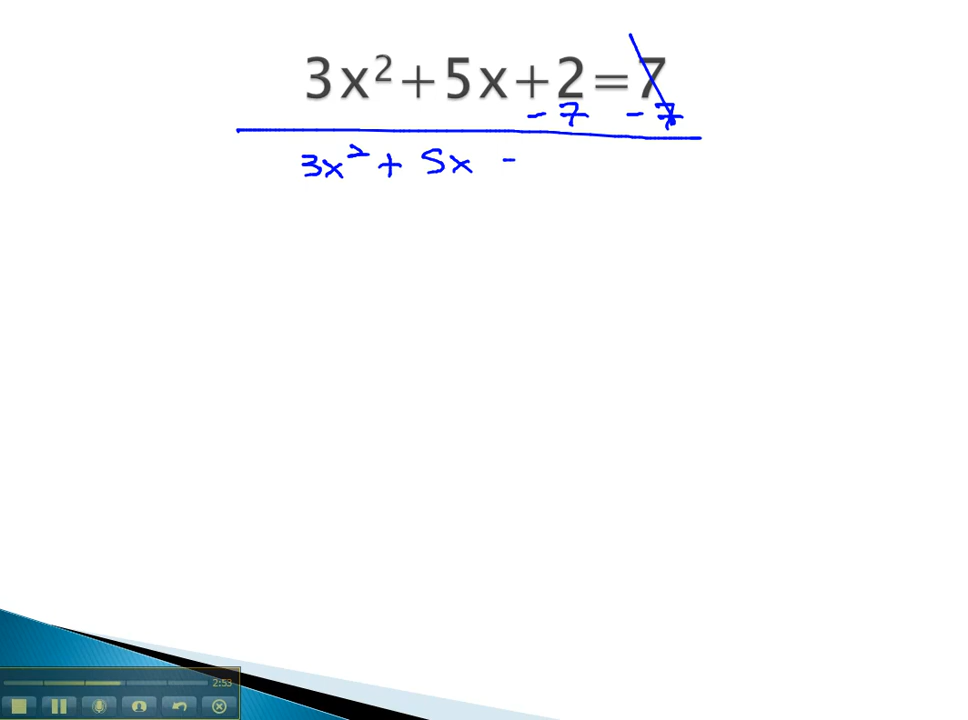 3x²+5x+2=7
-7 -7
3x² + 5x -
2:53